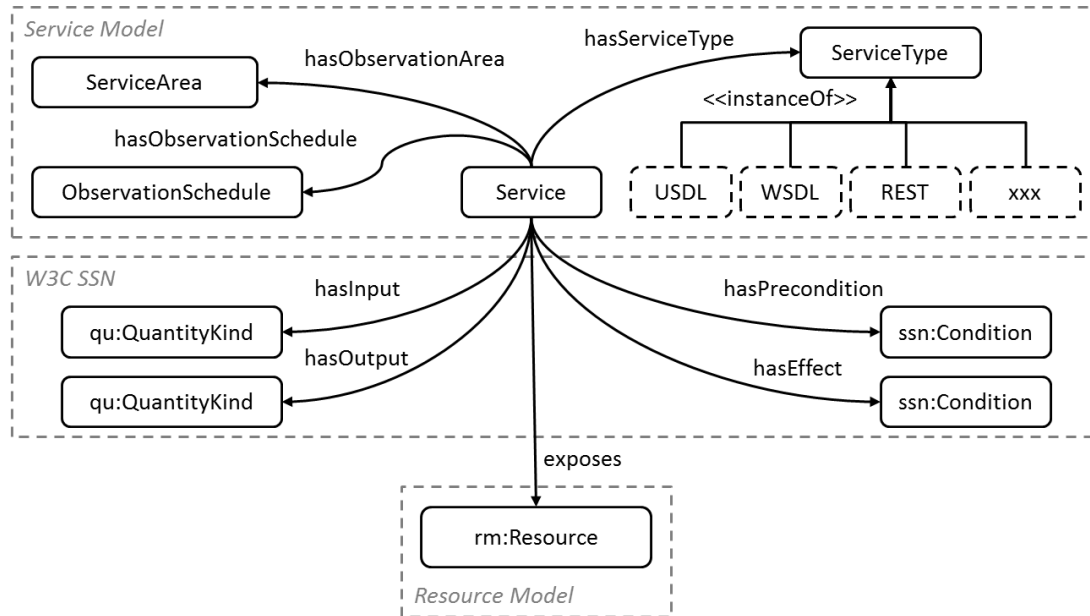 Service Model
hasObservationArea
hasServiceType
ServiceType
ServiceArea
<<instanceOf>>
hasObservationSchedule
ObservationSchedule
Service
USDL
WSDL
REST
xxx
W3C SSN
hasInput
hasPrecondition
qu:QuantityKind
ssn:Condition
hasOutput
hasEffect
qu:QuantityKind
ssn:Condition
exposes
rm:Resource
Resource Model